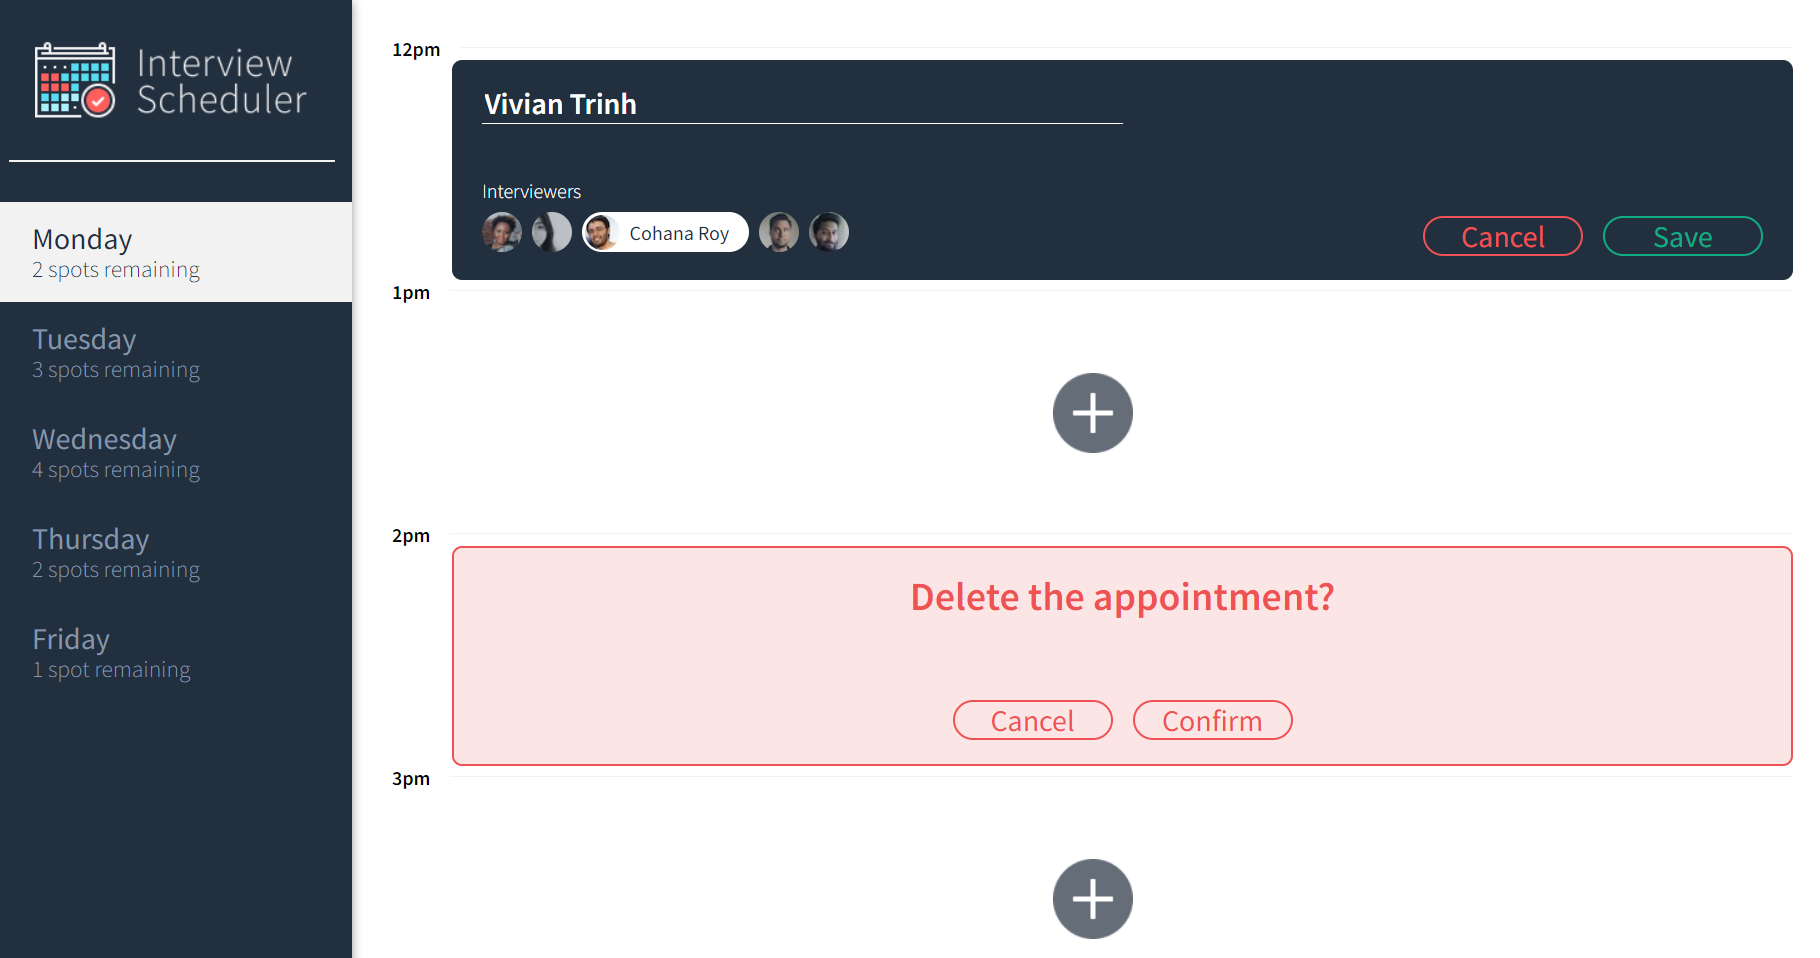 Interview
Scheduler
Monday
2 spots remaining
Tuesday
3 spots remaining
Wednesday
4 spots remaining
Thursday
2 spots remaining
Friday
1 spot remaining
12pm
Vivian Trinh
Interviewers
Cohana Roy
Cancel
Save
1pm
2pm
Delete the appointment?
Cancel
Confirm
3pm